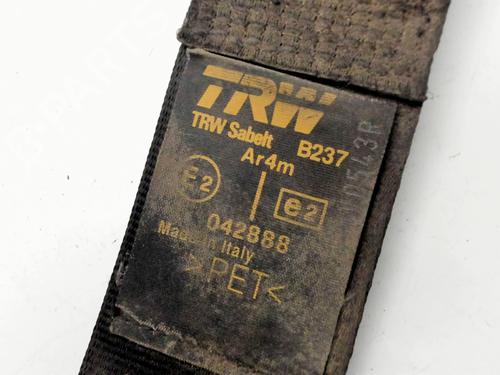 TRW
TRW Sabelt B237
Ar4m
E2 e2
042888
Made in Italy
>PET<